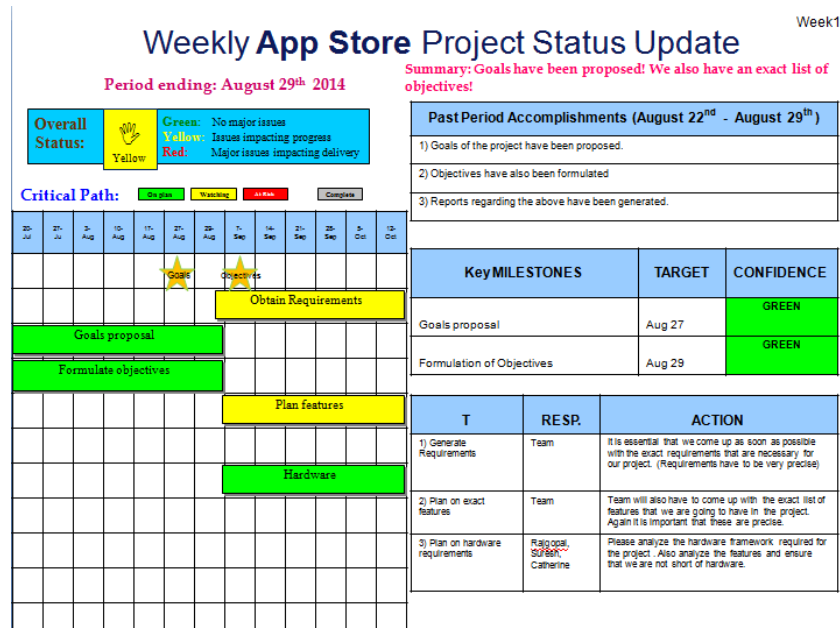 Week1
Weekly App Store Project Status Update
Period ending: August 29th 2014
Summary: Goals have been proposed! We also have an exact list of
objectives!
Overall
Status:
Yellow
Green: No major issues
Yellow: Issues impacting progress
Red: Major issues impacting delivery
Critical Path:
On plan
Watching
At Risk
Complete
20- 27- 3- 10- 17- 27- 29- 7- 14- 21- 28- 5- 12-
Jul Ju Aug Aug Aug Aug Aug Sep Sep Sep Sep Oct Oct
Goals
Objectives
Obtain Requirements
Goals proposal
Formulate objectives
Plan features
Hardware
Past Period Accomplishments (August 22nd - August 29th)
1) Goals of the project have been proposed.
2) Objectives have also been formulated
3) Reports regarding the above have been generated.
Key MILESTONES TARGET CONFIDENCE
Goals proposal Aug 27 GREEN
Formulation of Objectives Aug 29 GREEN
T RESP. ACTION
1) Generate
Requirements
Team
It is essential that we come up as soon as possible
with the exact requirements that are necessary for
our project. (Requirements have to be very precise)
2) Plan on exact
features
Team
Team will also have to come up with the exact list of
features that we are going to have in the project.
Again it is important that these are precise.
3) Plan on hardware
requirements
Rajgopal,
Suresh,
Catherine
Please analyze the hardware framework required for
the project . Also analyze the features and ensure
that we are not short of hardware.